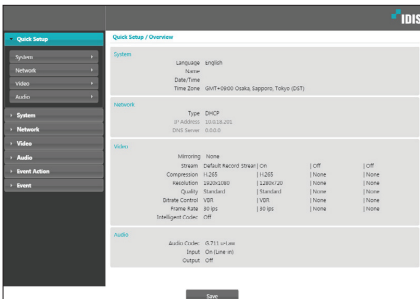 IDIS
Quick Setup
Quick Setup / Overview
System
Network
Video
Audio
System
Network
Video
Audio
Event Action
Event
System
Language English
Name
Date/Time
Time Zone GMT+0900 Osaka, Sapporo, Tokyo (DST)
Network
Type DHCP
IP Address 10.0.18.201
DNS Server 0.0.0.0
Video
Mirroring None
Stream Default Record Stream | On | Off | Off
Compression H.265 | H.265 | None | None
Resolution 1920x1080 | 1280x720 | None | None
Quality Standard | Standard | None | None
Bitrate Control VBR | VBR | None | None
Frame Rate 30 ips | 30 ips | None | None
Intelligent Codec Off
Audio
Audio Codec G.711 u-Law
Input On (Line-in)
Output Off
Save